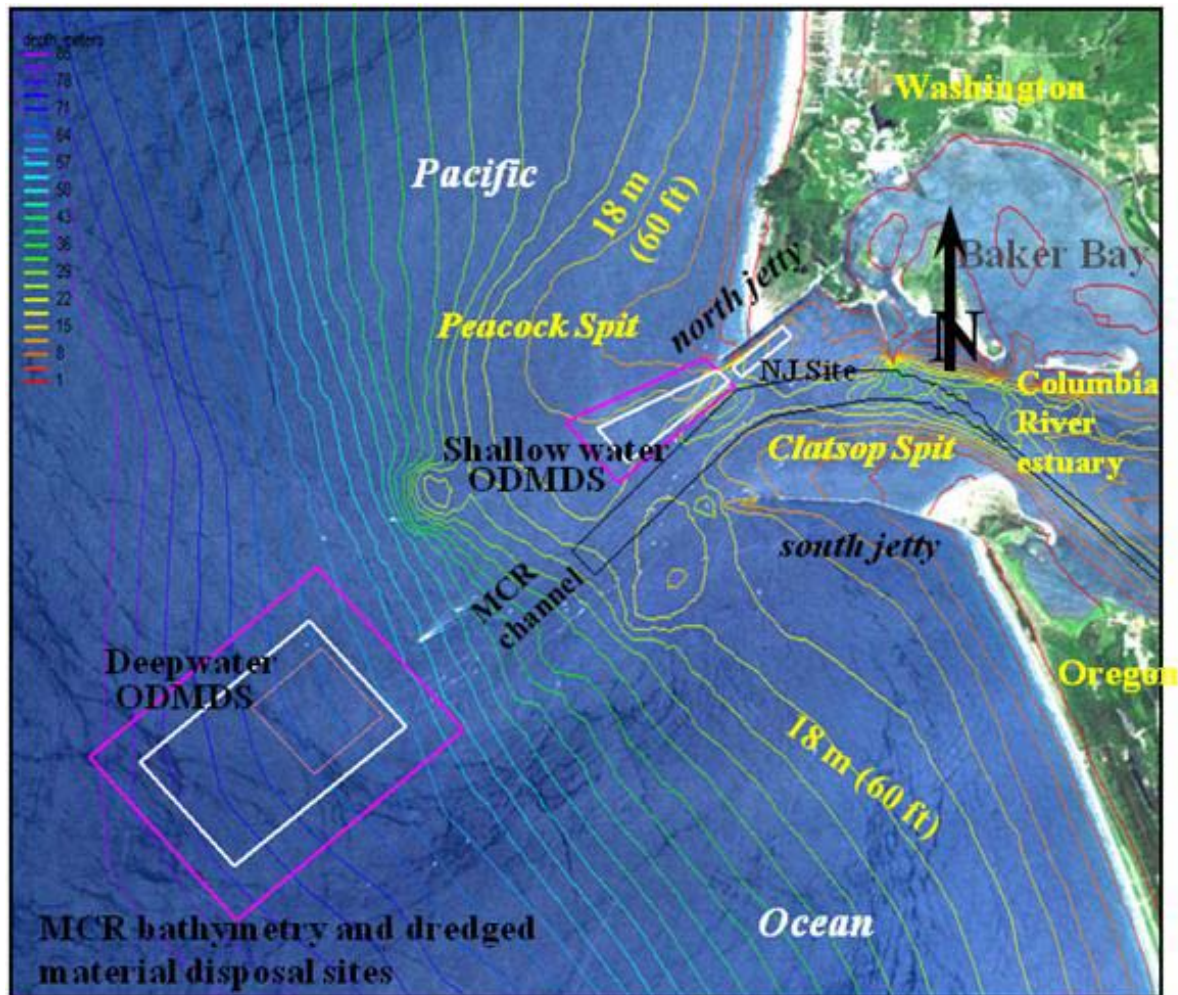 depth, meters
85
78
71
64
57
50
43
36
29
22
15
8
1
Washington
Pacific
18 m
(60 ft)
Baker Bay
north jetty
Peacock Spit
N
NJ Site
Columbia
River
estuary
Clatsop Spit
Shallow water
ODMDS
south jetty
MCR
channel
Deepwater
ODMDS
Oregon
18 m (60 ft)
Ocean
MCR bathymetry and dredged
material disposal sites